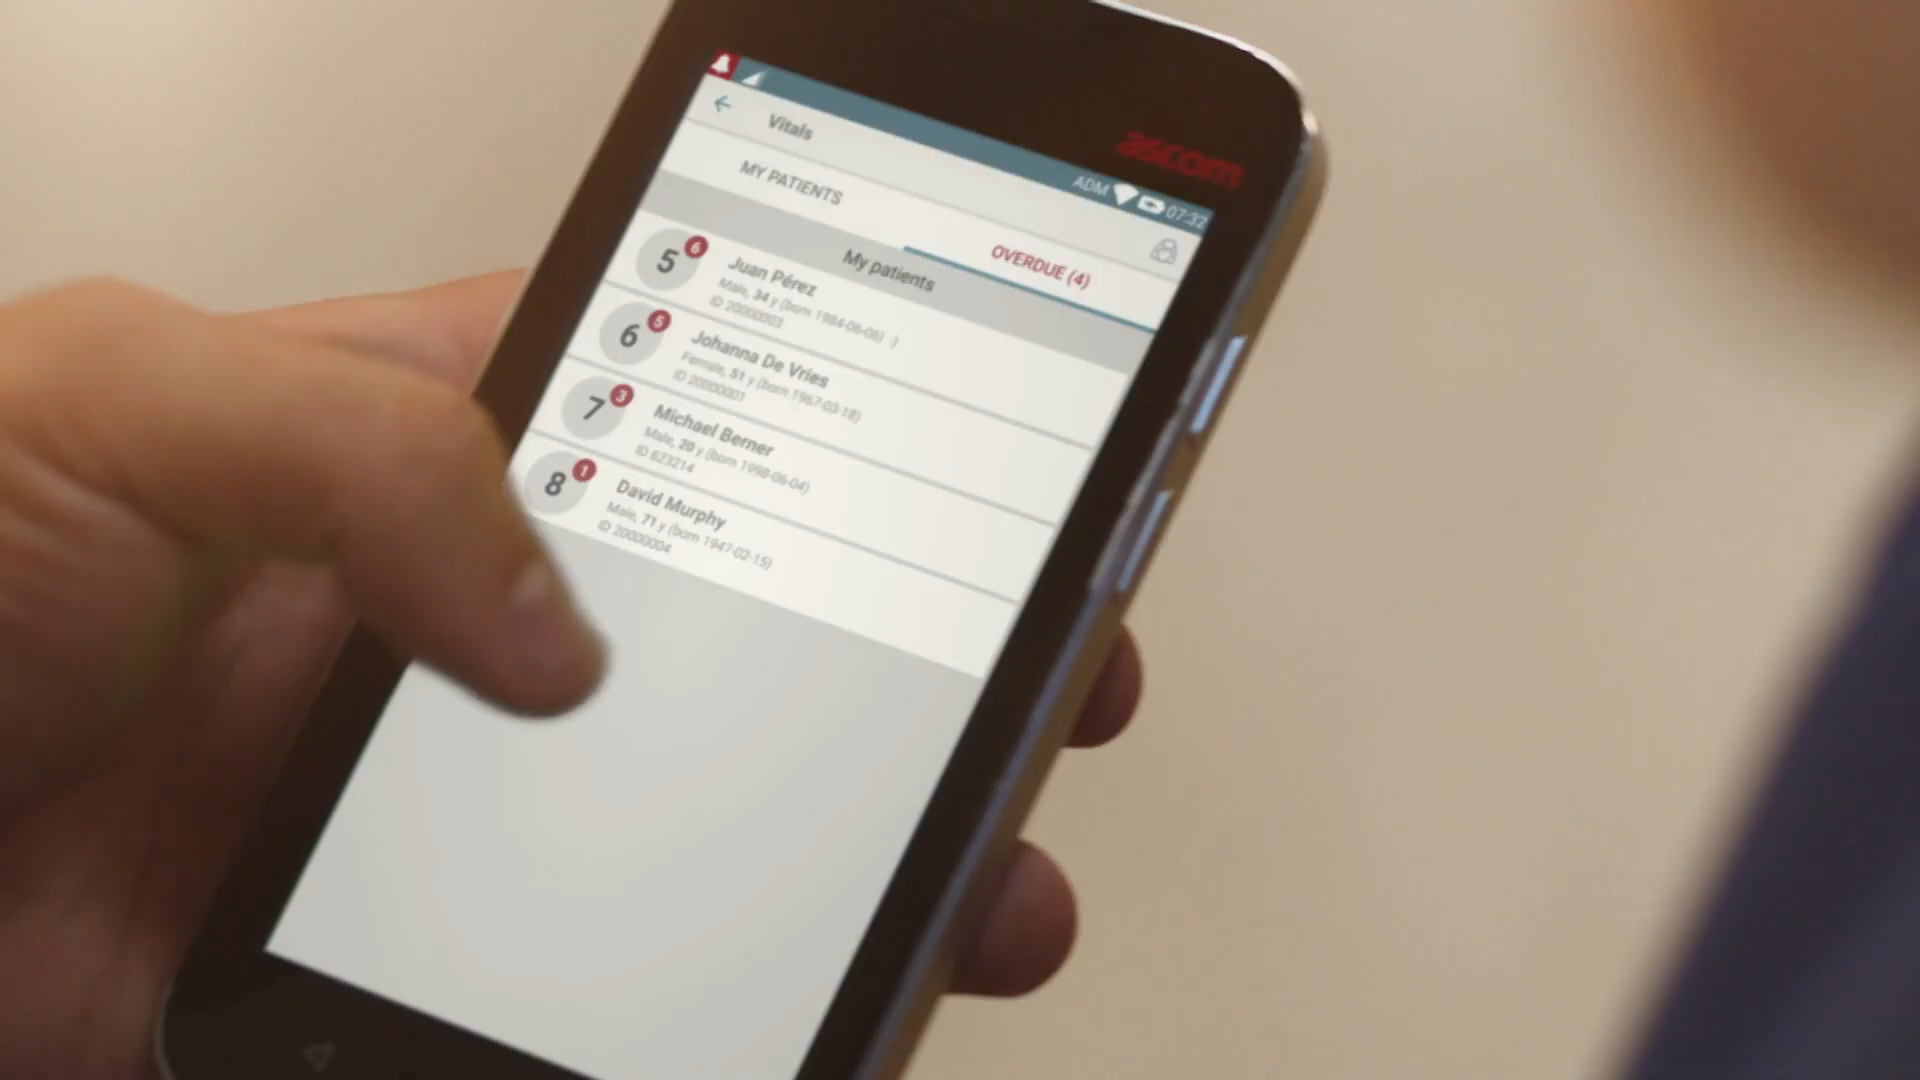 ascom
ADM 07:32
Vitals
MY PATIENTS
OVERDUE (4)
My patients
5 6
Juan Pérez
Male, 34 y (born 1984-06-06)
ID 20000003
6 5
Johanna De Vries
Female, 51 y (born 1967-03-18)
ID 20000001
7 3
Michael Berner
Male, 20 y (born 1998-06-04)
ID 623214
8 1
David Murphy
Male, 71 y (born 1947-02-15)
ID 20000004